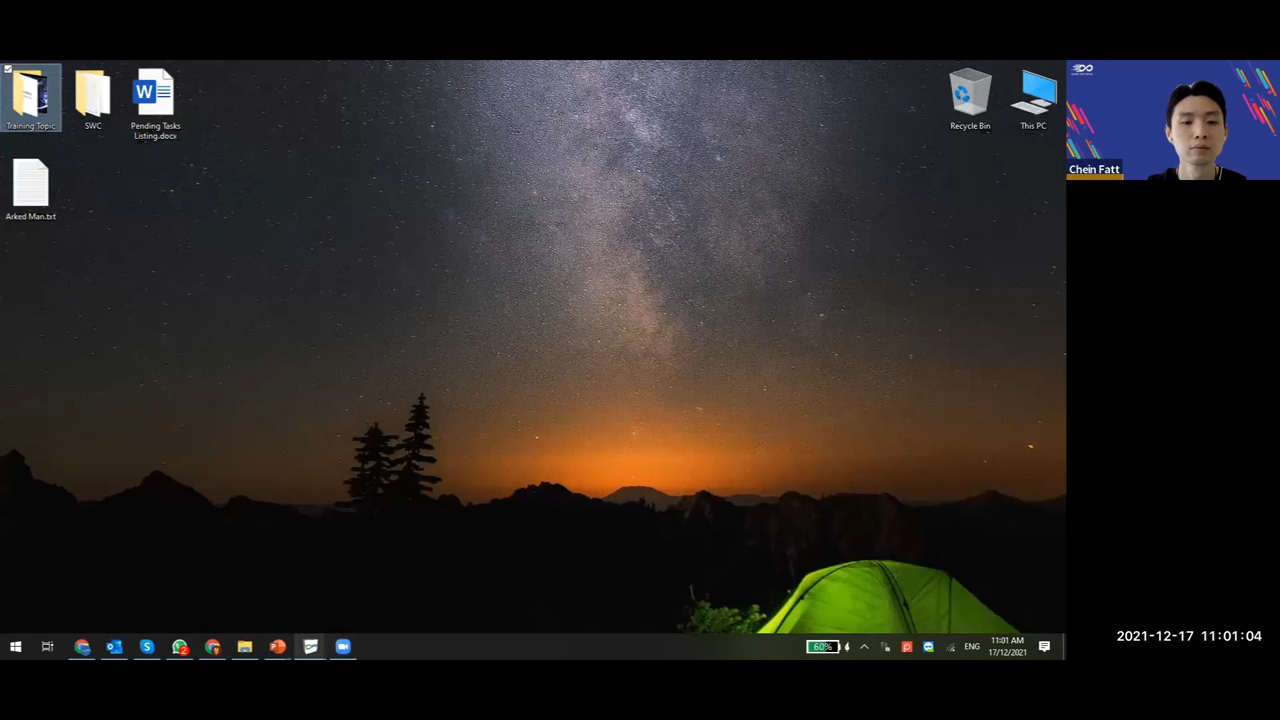 Training Topic
SWC
Pending Tasks
Listing.docx
Arked Man.txt
Recycle Bin
This PC
Chein Fatt
2021-12-17 11:01:04
60%
ENG
11:01 AM
17/12/2021